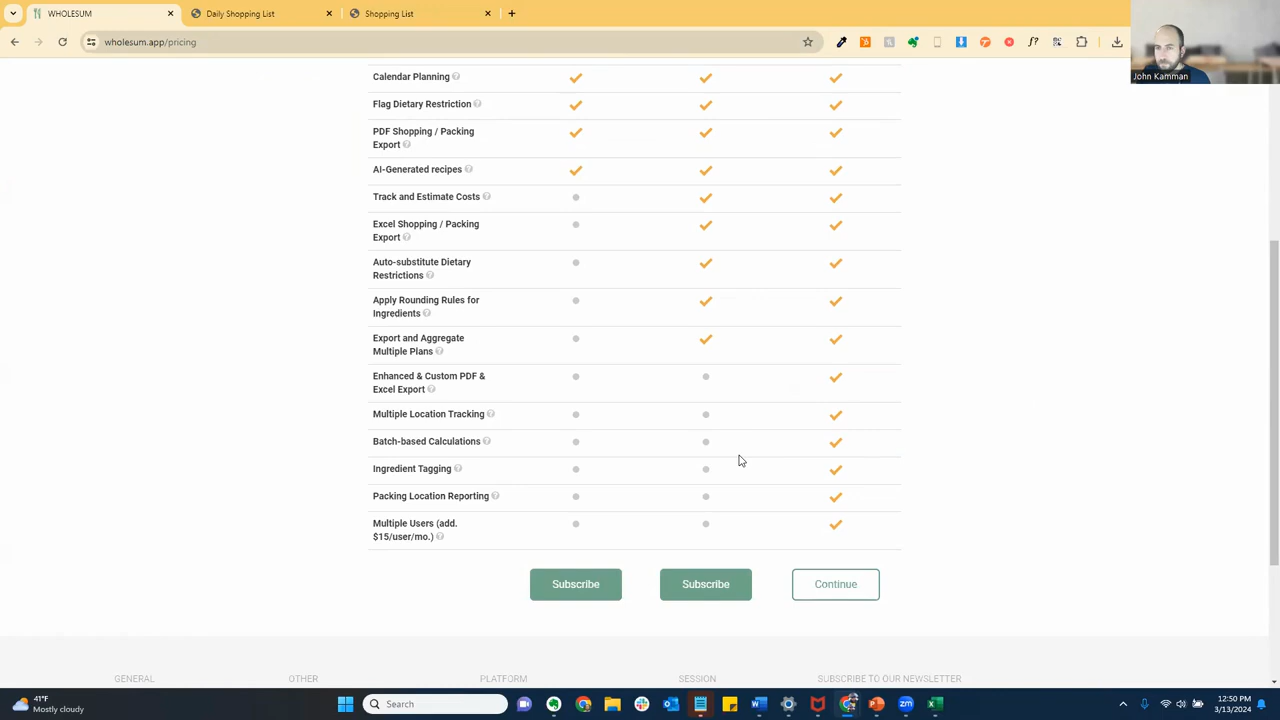 WHOLESUM
Daily Shopping List
Shopping List
wholesum.app/pricing
John Kamman
Calendar Planning ?
Flag Dietary Restriction ?
PDF Shopping / Packing
Export ?
AI-Generated recipes ?
Track and Estimate Costs ?
Excel Shopping / Packing
Export ?
Auto-substitute Dietary
Restrictions ?
Apply Rounding Rules for
Ingredients ?
Export and Aggregate
Multiple Plans ?
Enhanced & Custom PDF &
Excel Export ?
Multiple Location Tracking ?
Batch-based Calculations ?
Ingredient Tagging ?
Packing Location Reporting ?
Multiple Users (add.
$15/user/mo.) ?
Subscribe
Subscribe
Continue
GENERAL
OTHER
PLATFORM
SESSION
SUBSCRIBE TO OUR NEWSLETTER
41°F
Mostly cloudy
Search
12:50 PM
3/13/2024